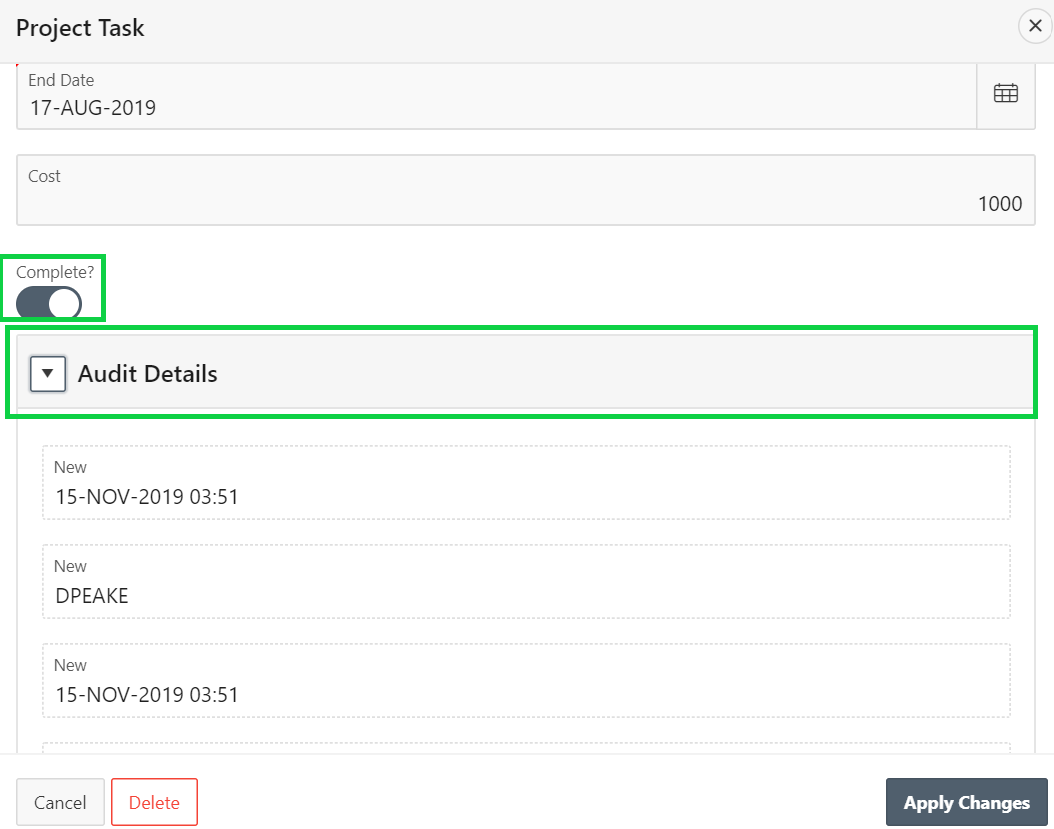 Project Task
End Date
17-AUG-2019
Cost
1000
Complete?
Audit Details
New
15-NOV-2019 03:51
New
DPEAKE
New
15-NOV-2019 03:51
Cancel
Delete
Apply Changes